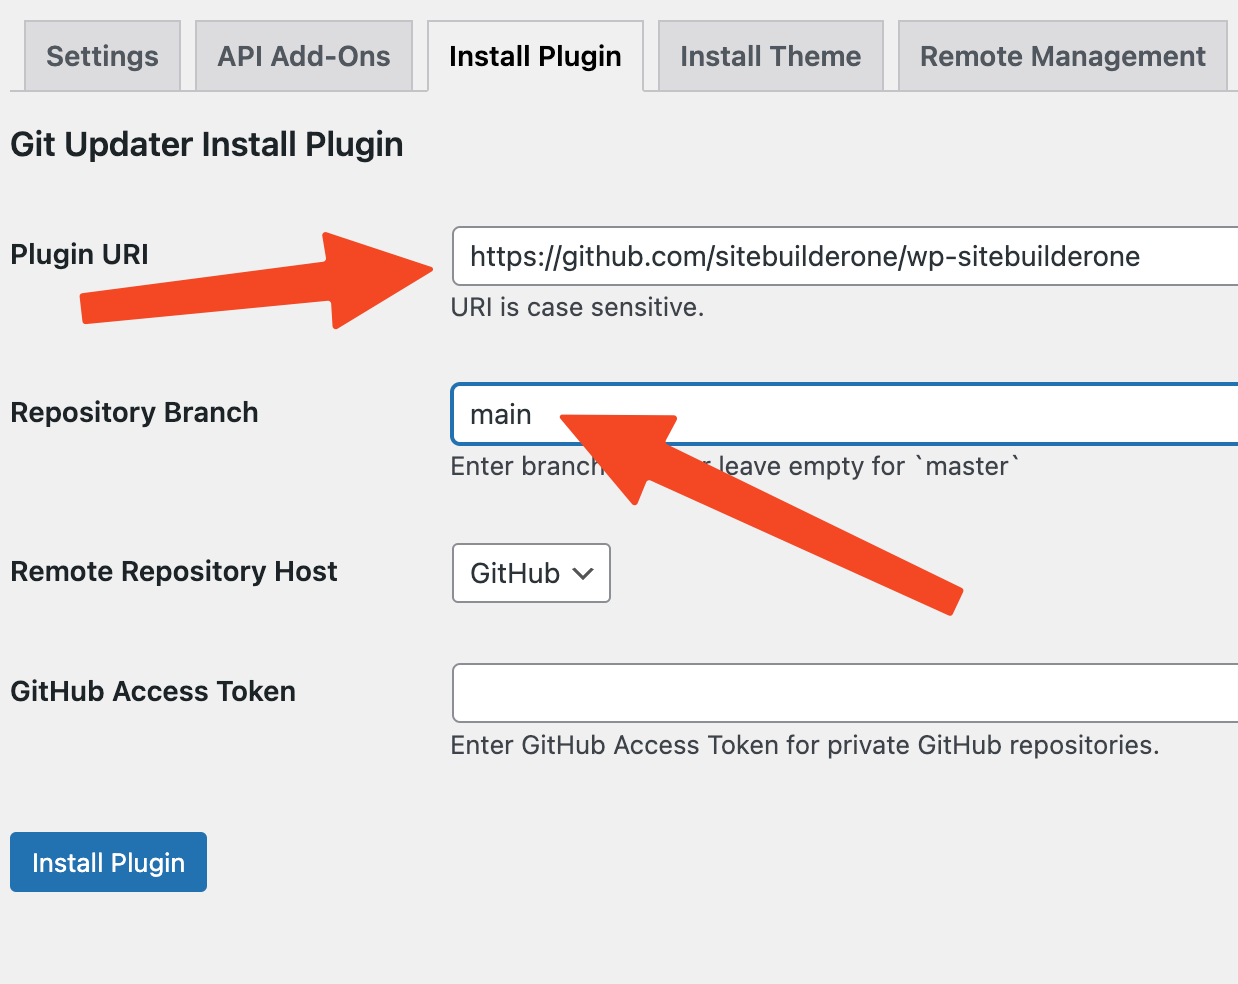 Settings API Add-Ons Install Plugin Install Theme Remote Management
Git Updater Install Plugin
Plugin URI
https://github.com/sitebuilderone/wp-sitebuilderone
URI is case sensitive.
Repository Branch
main
Enter branch leave empty for `master`
Remote Repository Host
GitHub
GitHub Access Token
Enter GitHub Access Token for private GitHub repositories.
Install Plugin